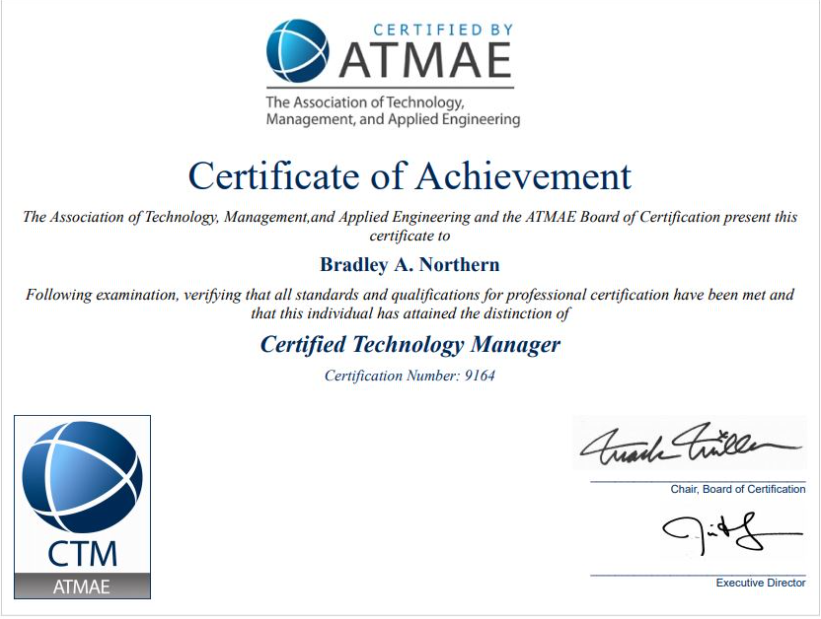 CERTIFIED BY
ATMAE
The Association of Technology,
Management, and Applied Engineering
Certificate of Achievement
The Association of Technology, Management,and Applied Engineering and the ATMAE Board of Certification present this
certificate to
Bradley A. Northern
Following examination, verifying that all standards and qualifications for professional certification have been met and
that this individual has attained the distinction of
Certified Technology Manager
Certification Number: 9164
CTM
ATMAE
Chair, Board of Certification
Executive Director